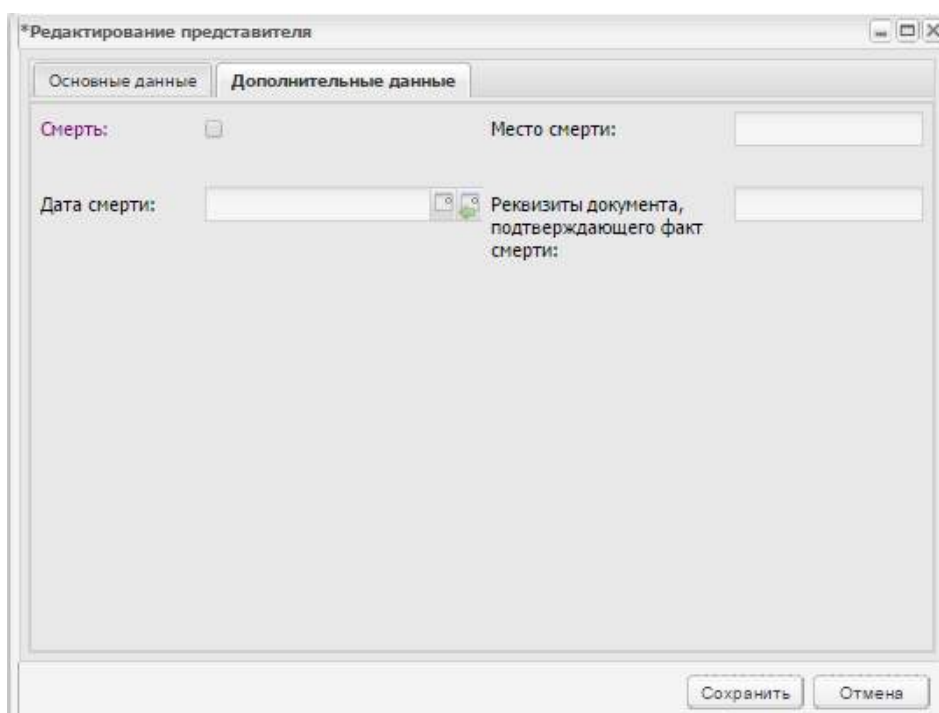 *Редактирование представителя
Основные данные
Дополнительные данные
Смерть:
Место смерти:
Дата смерти:
Реквизиты документа,
подтверждающего факт
смерти:
Сохранить
Отмена